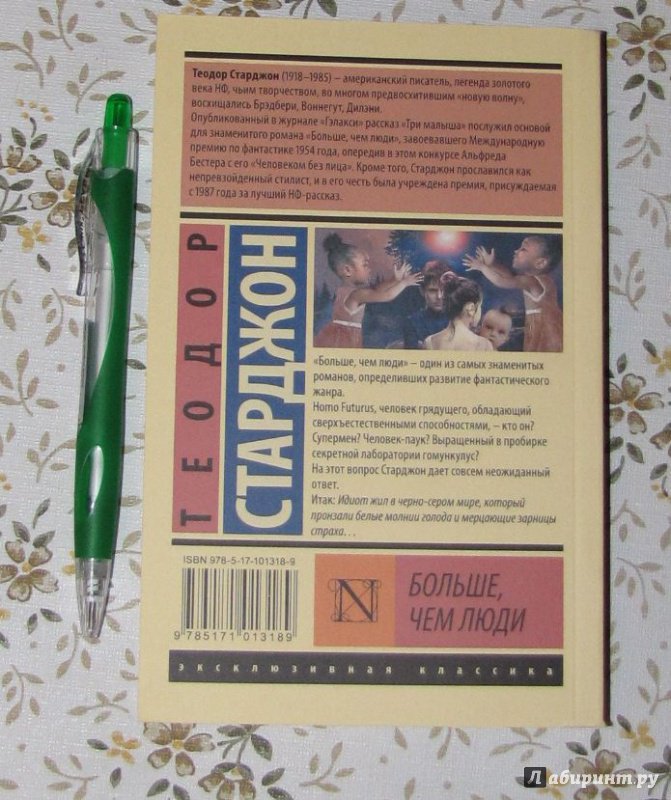 Теодор Старджон (1918–1985) – американский писатель, легенда золотого
века НФ, чьим творчеством, во многом предвосхитившим «новую волну»,
восхищались Брэдбери, Воннегут, Дилэни.
Опубликованный в журнале «Гэлакси» рассказ «Три малыша» послужил основой
для знаменитого романа «Больше, чем люди», завоевавшего Международную
премию по фантастике 1954 года, опередив в этом конкурсе Альфреда
Бестера с его «Человеком без лица». Кроме того, Старджон прославился как
непревзойденный стилист, и в его честь была учреждена премия, присуждаемая
с 1987 года за лучший НФ-рассказ.
ТЕОДОР
СТАРДЖОН
«Больше, чем люди» – один из самых знаменитых
романов, определивших развитие фантастического
жанра.
Homo Futurus, человек грядущего, обладающий
сверхъестественными способностями, – кто он?
Супермен? Человек-паук? Выращенный в пробирке
секретной лаборатории гомункулус?
На этот вопрос Старджон дает совсем неожиданный
ответ.
Итак: Идиот жил в черно-сером мире, который
пронзали белые молнии голода и мерцающие зарницы
страха...
ISBN 978-5-17-101318-9
9 785171 013189
N
БОЛЬШЕ,
ЧЕМ ЛЮДИ
эксклюзивная классика
Лабиринт.ру